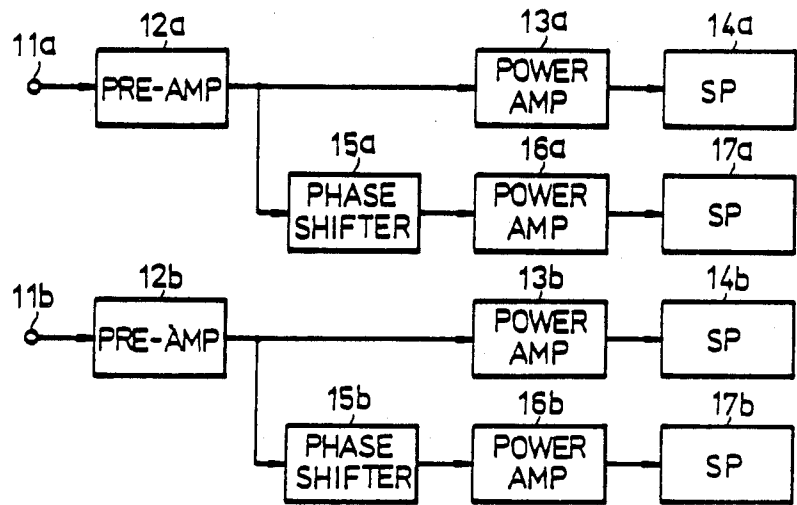 11a
12a
13a
14a
PRE-AMP
POWER
AMP
SP
15a
16a
17a
PHASE
SHIFTER
POWER
AMP
SP
11b
12b
13b
14b
PRE-AMP
POWER
AMP
SP
15b
16b
17b
PHASE
SHIFTER
POWER
AMP
SP